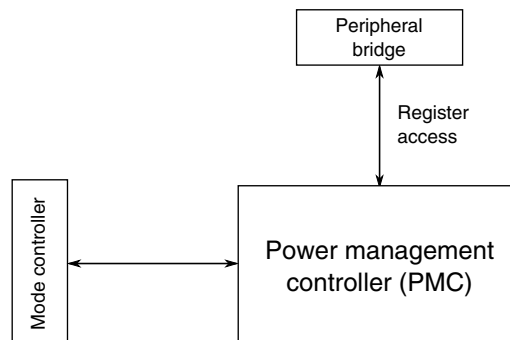 Peripheral
bridge
Register
access
Mode controller
Power management
controller (PMC)